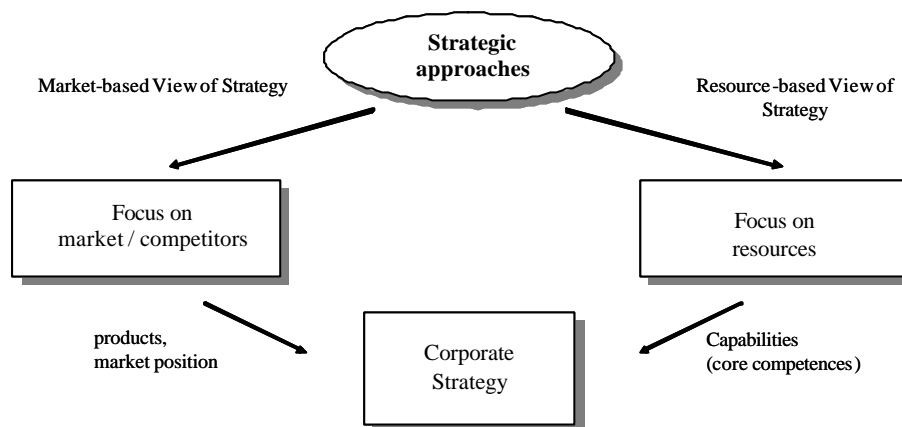 Strategic
approaches
Market-based View of Strategy
Resource-based View of
Strategy
Focus on
market / competitors
Focus on
resources
products,
market position
Corporate
Strategy
Capabilities
(core competences)